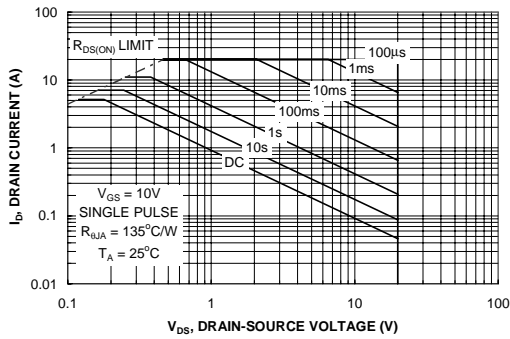 100
10
1
0.1
0.01
I_D, DRAIN CURRENT (A)
R_DS(ON) LIMIT
100µs
1ms
10ms
100ms
1s
10s
DC
V_GS = 10V
SINGLE PULSE
R_θJA = 135°C/W
T_A = 25°C
0.1 1 10 100
V_DS, DRAIN-SOURCE VOLTAGE (V)